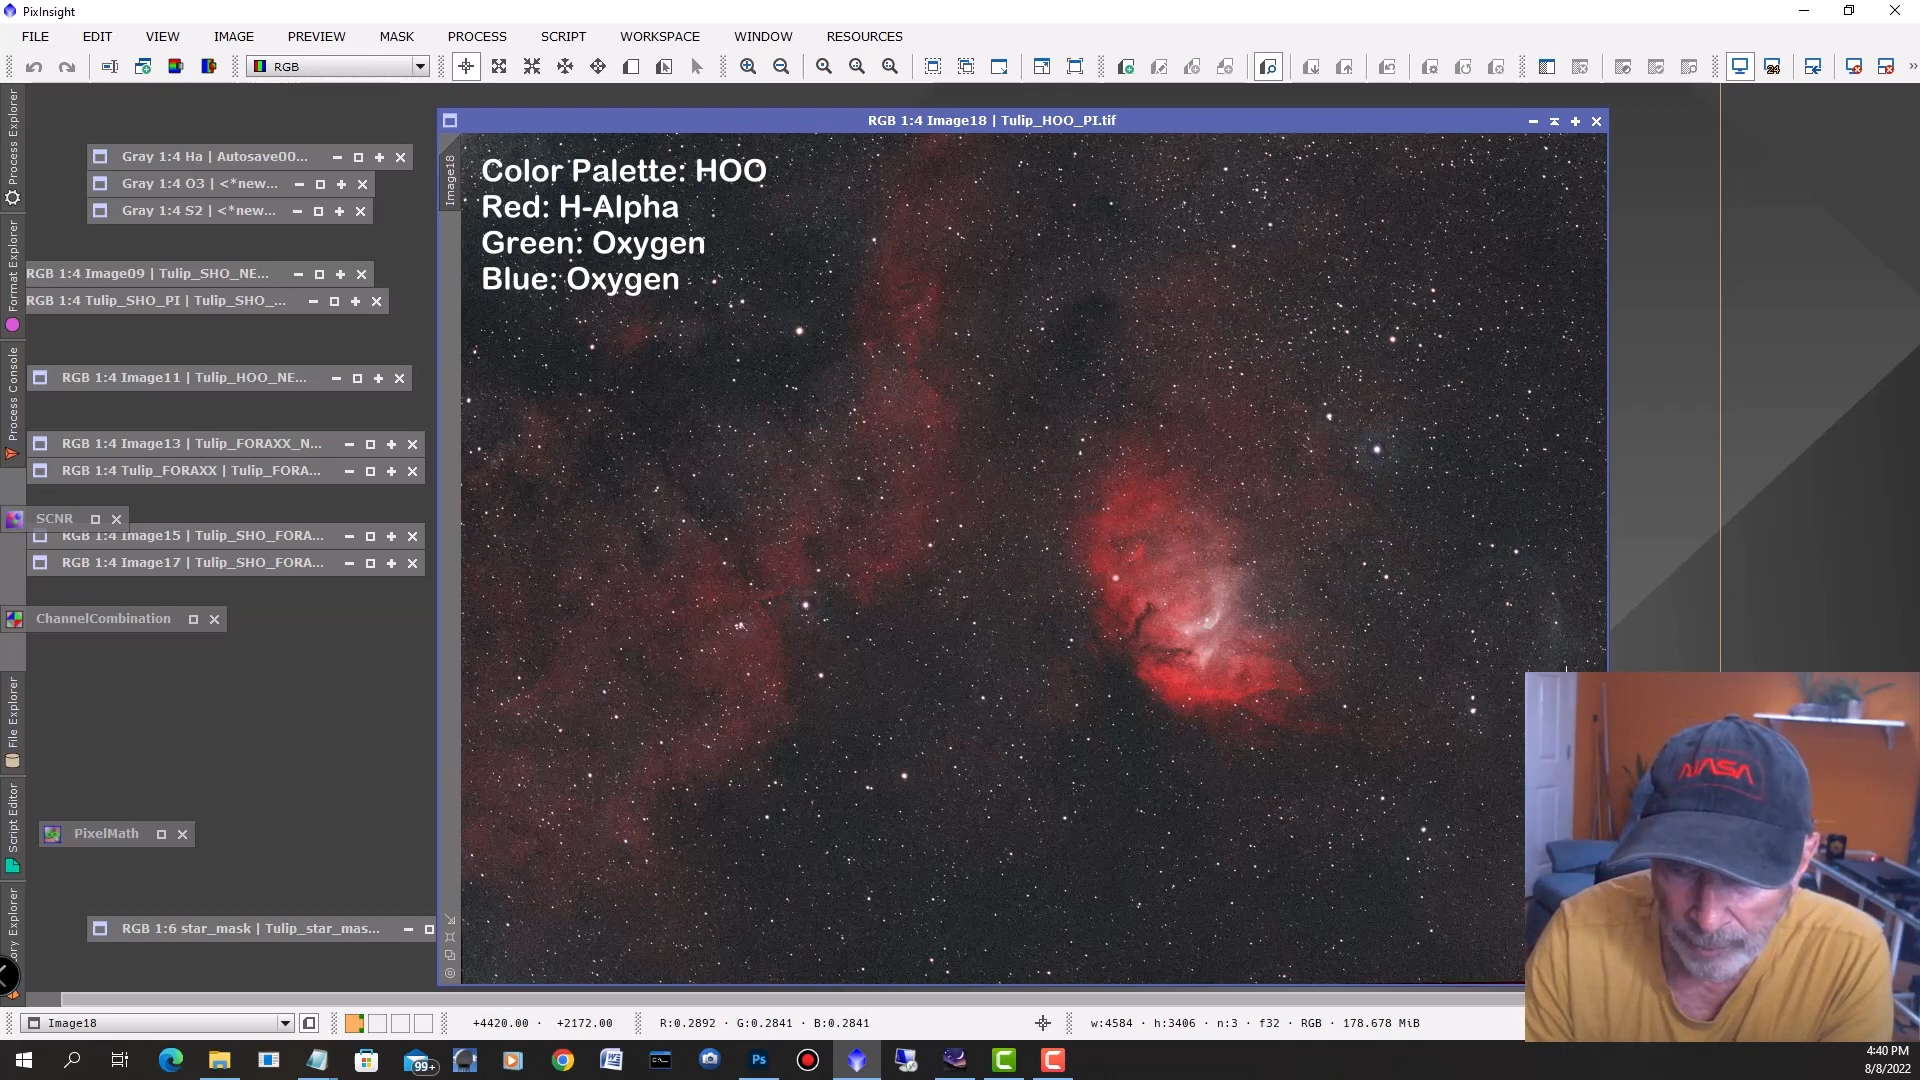 PixInsight
FILE EDIT VIEW IMAGE PREVIEW MASK PROCESS SCRIPT WORKSPACE WINDOW RESOURCES
RGB
24
»
Process Explorer
Format Explorer
Process Console
File Explorer
Script Editor
ory Explorer
Gray 1:4 Ha | Autosave00...
Gray 1:4 O3 | <*new...
Gray 1:4 S2 | <*new...
RGB 1:4 Image09 | Tulip_SHO_NE...
RGB 1:4 Tulip_SHO_PI | Tulip_SHO_...
RGB 1:4 Image11 | Tulip_HOO_NE...
RGB 1:4 Image13 | Tulip_FORAXX_N...
RGB 1:4 Tulip_FORAXX | Tulip_FORA...
SCNR
RGB 1:4 Image15 | Tulip_SHO_FORA...
RGB 1:4 Image17 | Tulip_SHO_FORA...
ChannelCombination
PixelMath
RGB 1:6 star_mask | Tulip_star_mas...
RGB 1:4 Image18 | Tulip_HOO_PI.tif
Image18
Color Palette: HOO
Red: H-Alpha
Green: Oxygen
Blue: Oxygen
NASA
Image18
+4420.00 · +2172.00
R:0.2892 · G:0.2841 · B:0.2841
w:4584 · h:3406 · n:3 · f32 · RGB · 178.678 MiB
99+
Ps
4:40 PM
8/8/2022